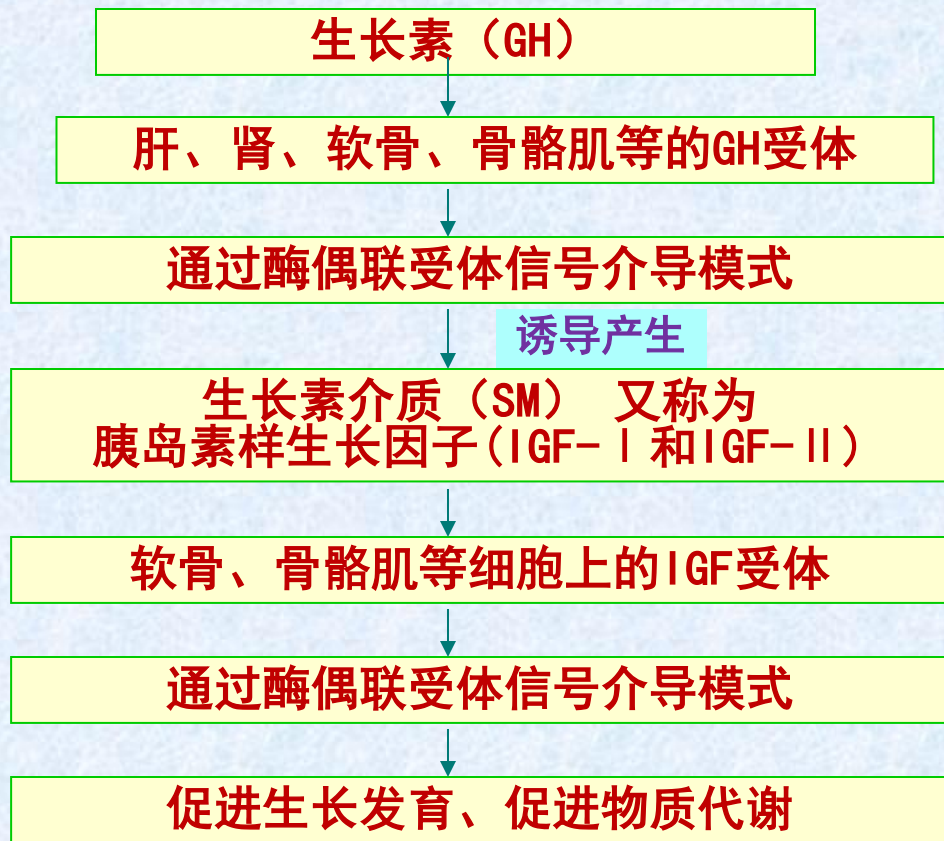 生长素（GH）
肝、肾、软骨、骨骼肌等的GH受体
通过酶偶联受体信号介导模式
诱导产生
生长素介质（SM） 又称为
胰岛素样生长因子(IGF-Ⅰ和IGF-Ⅱ)
软骨、骨骼肌等细胞上的IGF受体
通过酶偶联受体信号介导模式
促进生长发育、促进物质代谢